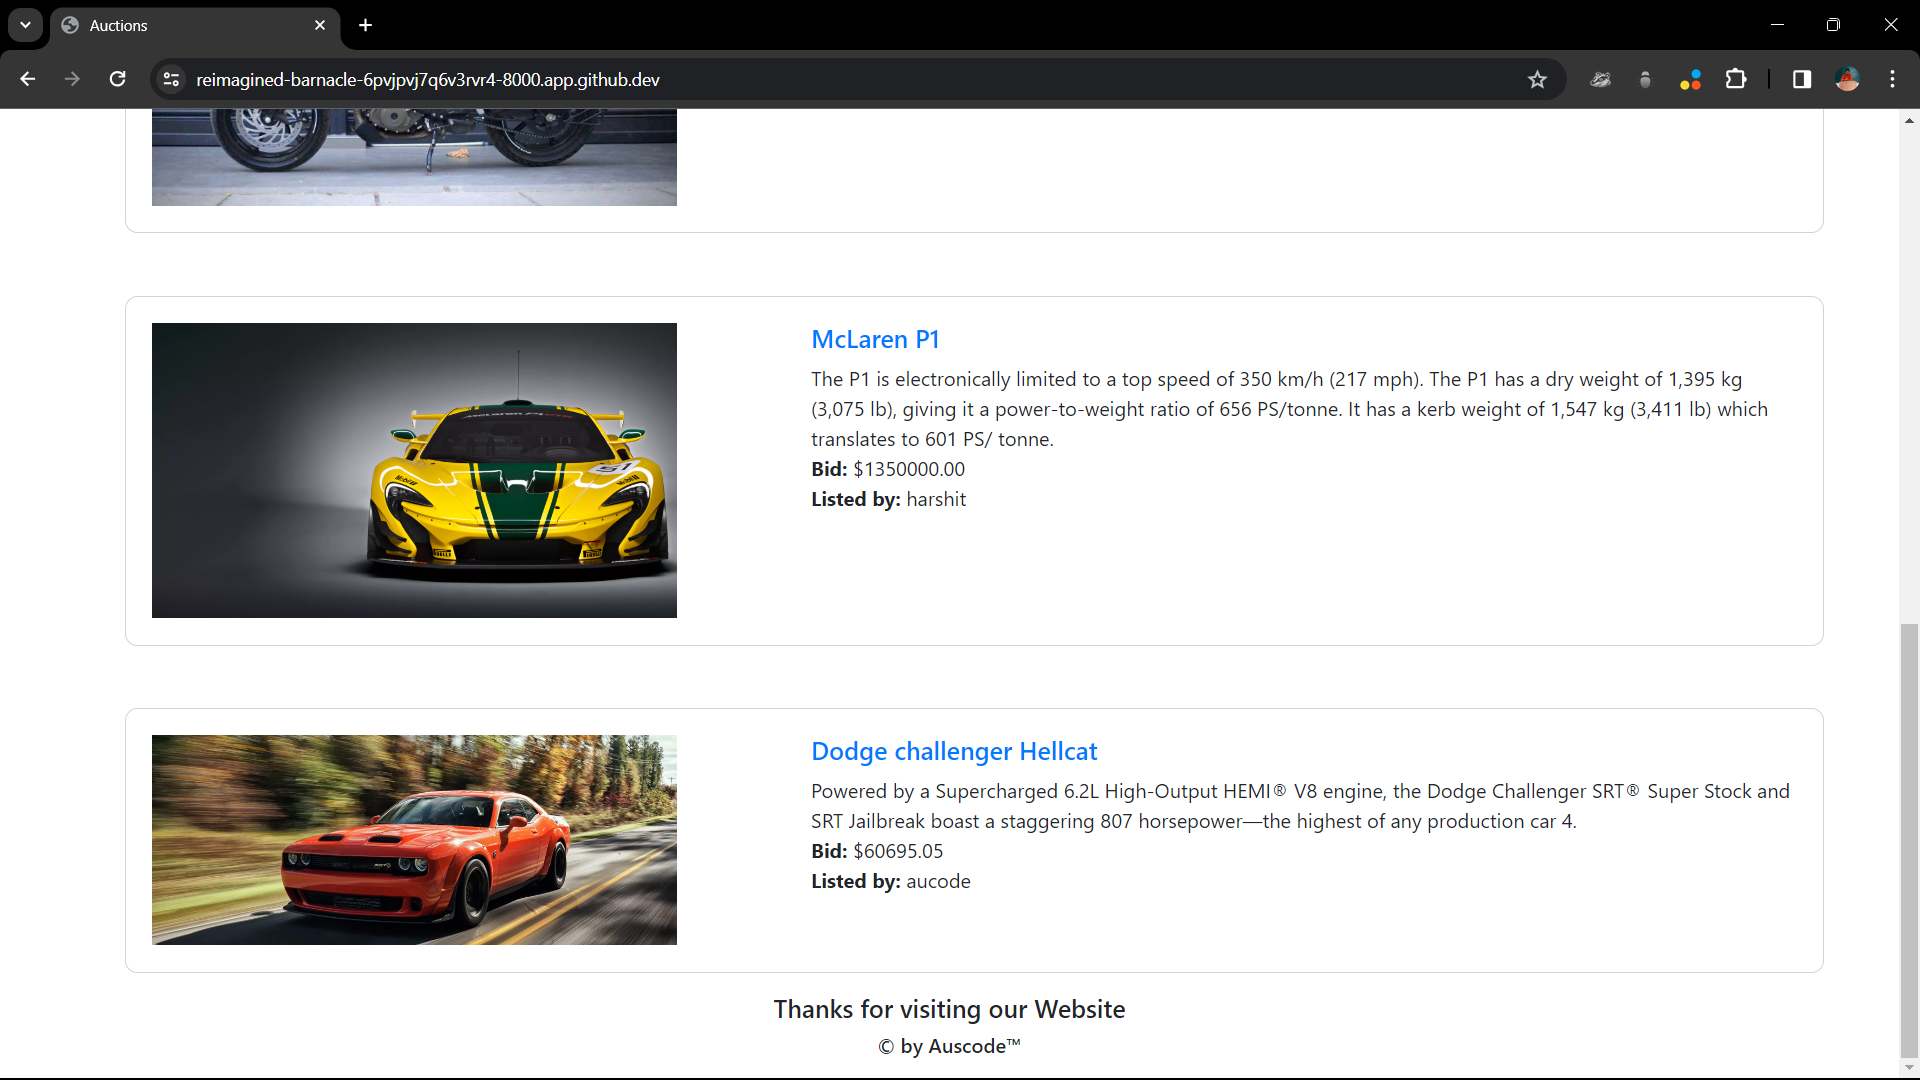 Auctions
reimagined-barnacle-6pvjpvj7q6v3rvr4-8000.app.github.dev
McLaren P1
The P1 is electronically limited to a top speed of 350 km/h (217 mph). The P1 has a dry weight of 1,395 kg
(3,075 lb), giving it a power-to-weight ratio of 656 PS/tonne. It has a kerb weight of 1,547 kg (3,411 lb) which
translates to 601 PS/ tonne.
Bid: $1350000.00
Listed by: harshit
51
Mobil
Mobil
PIRELLI
PIRELLI
Dodge challenger Hellcat
Powered by a Supercharged 6.2L High-Output HEMI® V8 engine, the Dodge Challenger SRT® Super Stock and
SRT Jailbreak boast a staggering 807 horsepower—the highest of any production car 4.
Bid: $60695.05
Listed by: aucode
Thanks for visiting our Website
© by Auscode™